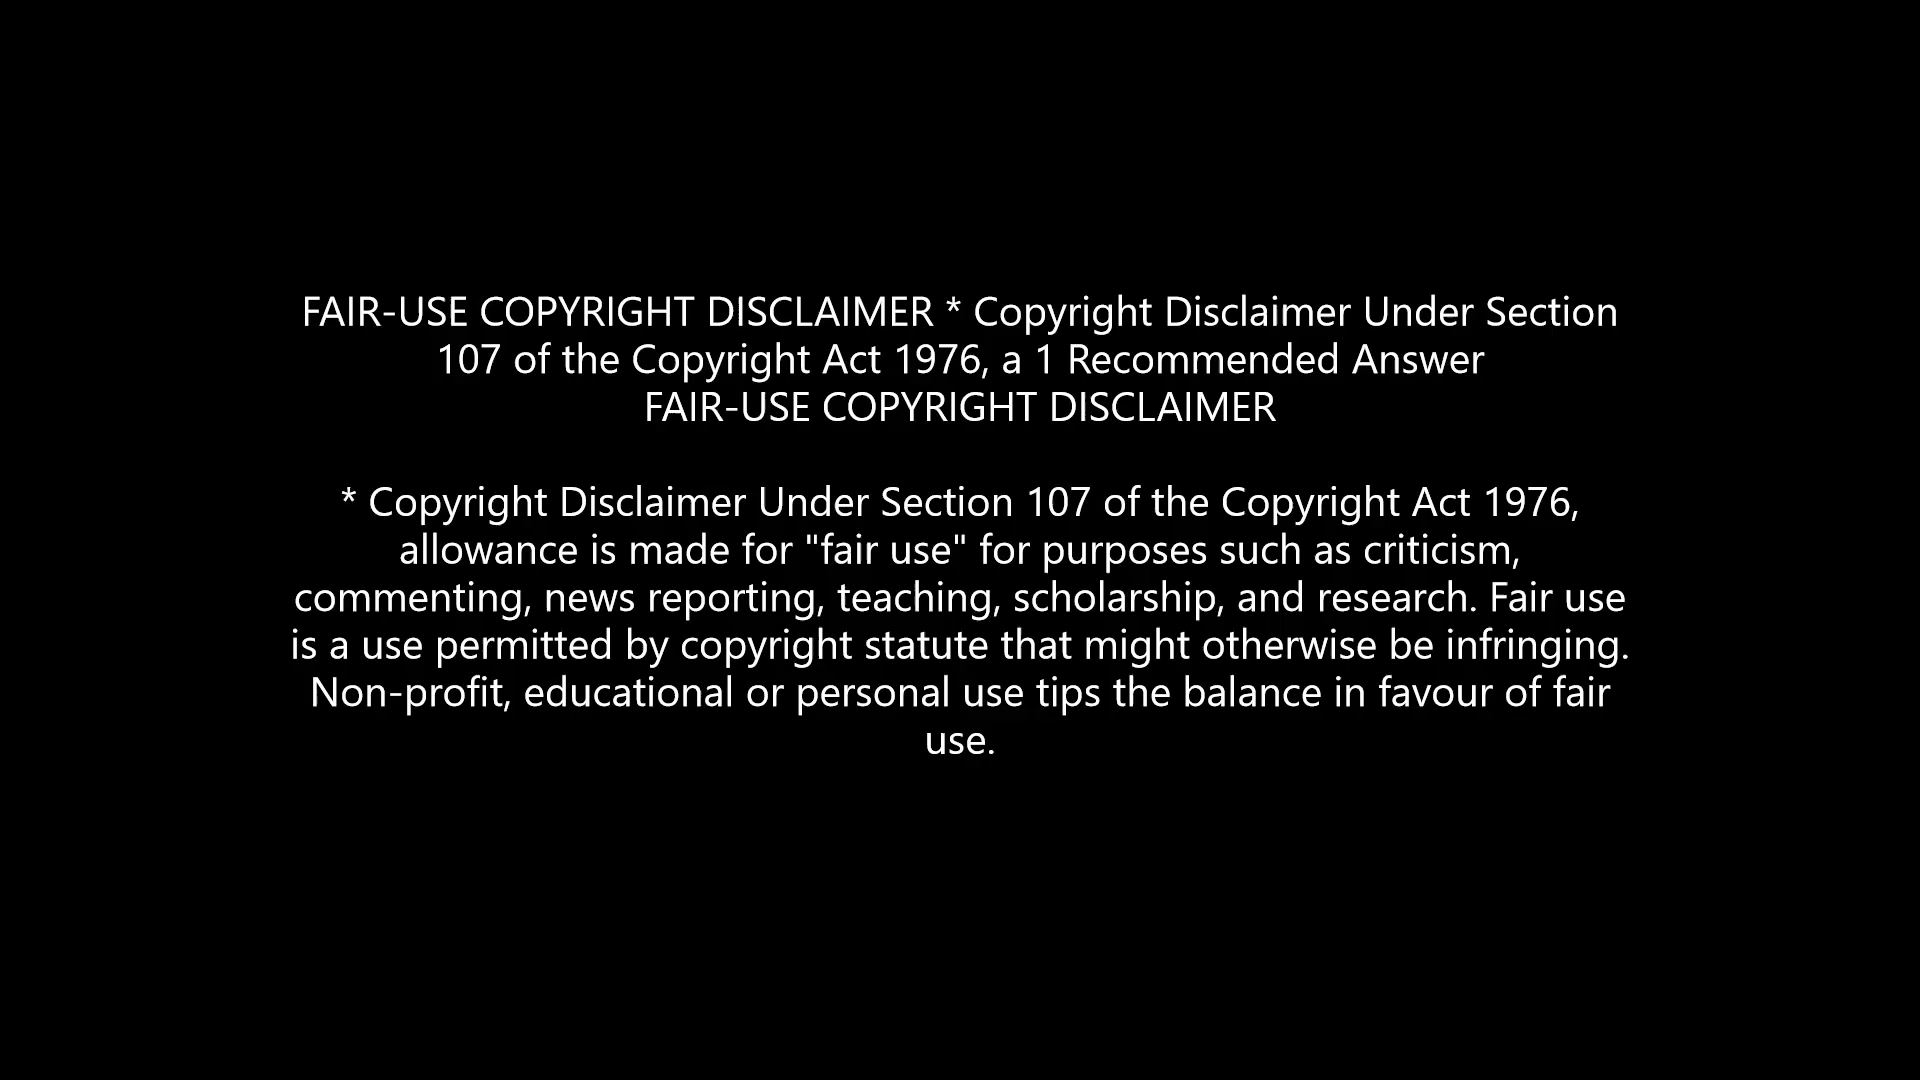 FAIR-USE COPYRIGHT DISCLAIMER * Copyright Disclaimer Under Section
107 of the Copyright Act 1976, a 1 Recommended Answer
FAIR-USE COPYRIGHT DISCLAIMER
* Copyright Disclaimer Under Section 107 of the Copyright Act 1976,
allowance is made for "fair use" for purposes such as criticism,
commenting, news reporting, teaching, scholarship, and research. Fair use
is a use permitted by copyright statute that might otherwise be infringing.
Non-profit, educational or personal use tips the balance in favour of fair
use.